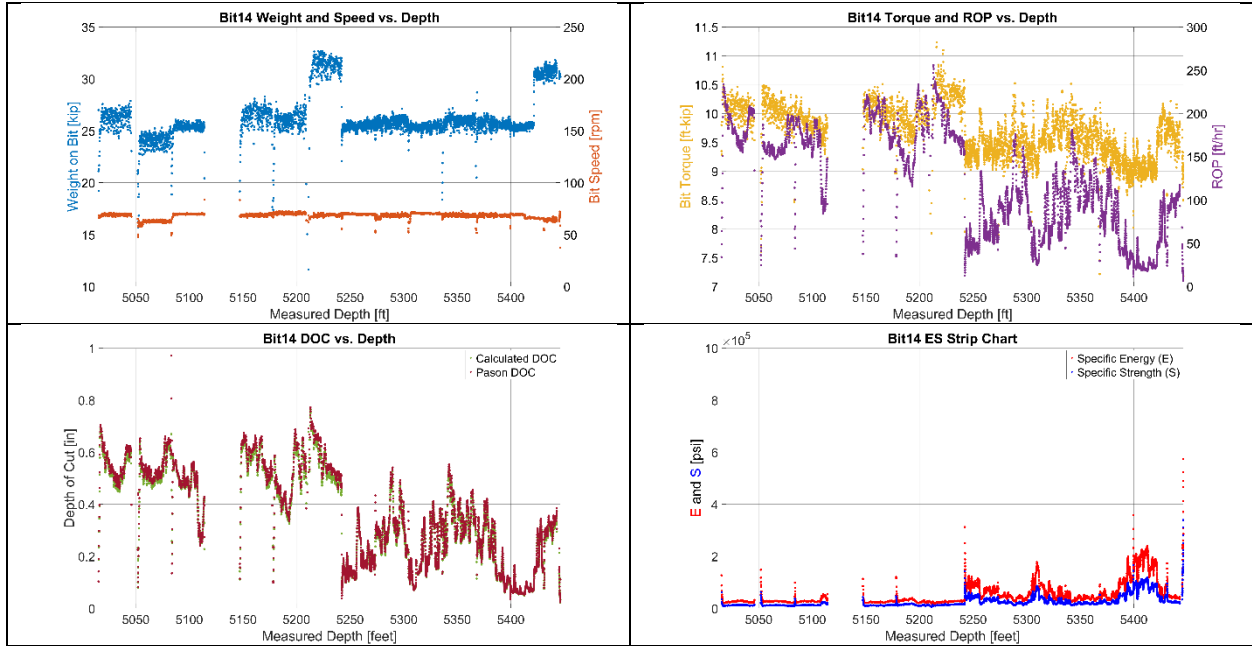 Bit14 Weight and Speed vs. Depth
35
30
25
20
15
10
Weight on Bit [kip]
250
200
150
100
50
0
Bit Speed [rpm]
5050 5100 5150 5200 5250 5300 5350 5400
Measured Depth [ft]
Bit14 Torque and ROP vs. Depth
11.5
11
10.5
10
9.5
9
8.5
8
7.5
7
Bit Torque [ft-kip]
300
250
200
150
100
50
0
ROP [ft/hr]
5050 5100 5150 5200 5250 5300 5350 5400
Measured Depth [ft]
Bit14 DOC vs. Depth
Calculated DOC
Pason DOC
1
0.8
0.6
0.4
0.2
0
Depth of Cut [in]
5050 5100 5150 5200 5250 5300 5350 5400
Measured Depth [feet]
Bit14 ES Strip Chart
×10⁵
Specific Energy (E)
Specific Strength (S)
10
8
6
4
2
0
E and S [psi]
5050 5100 5150 5200 5250 5300 5350 5400
Measured Depth [feet]